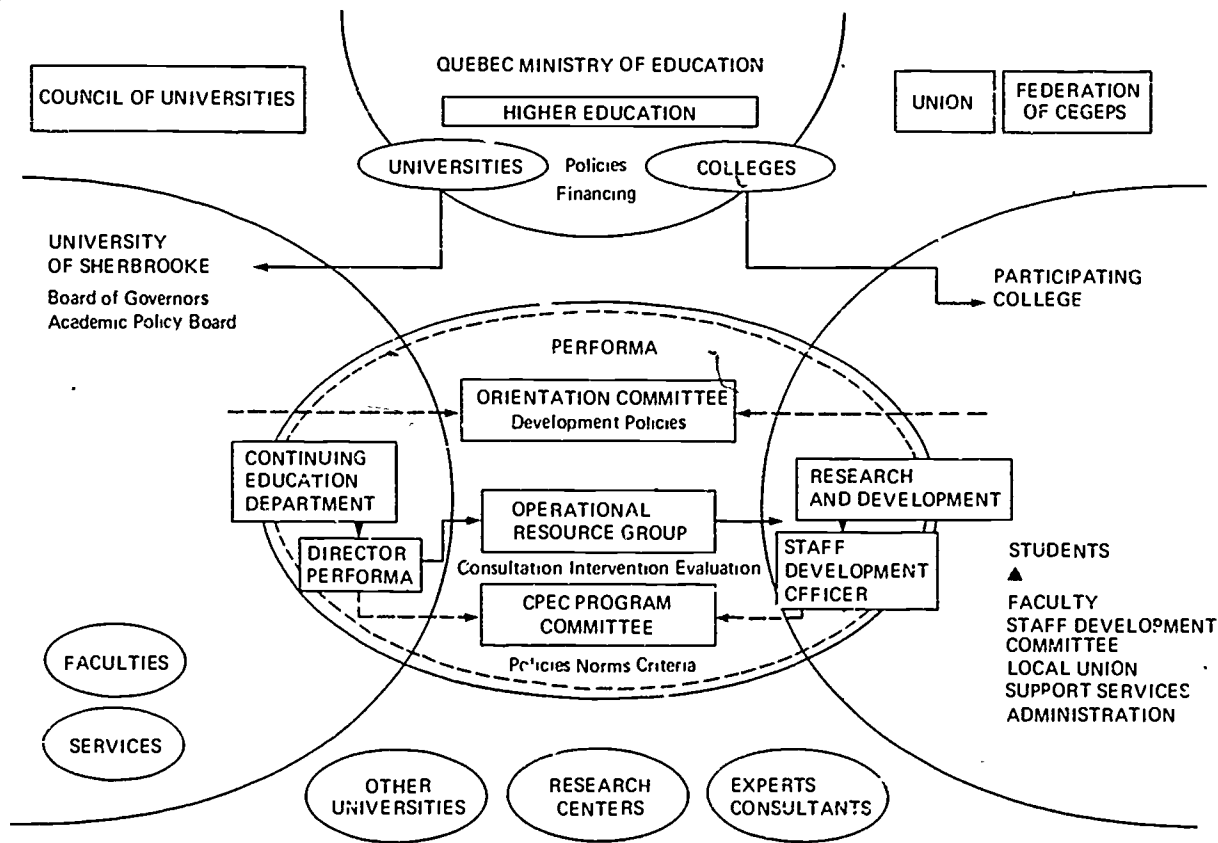 QUEBEC MINISTRY OF EDUCATION
COUNCIL OF UNIVERSITIES
HIGHER EDUCATION
UNION
FEDERATION
OF CEGEPS
UNIVERSITIES
Policies
Financing
COLLEGES
UNIVERSITY
OF SHERBROOKE
Board of Governors
Academic Policy Board
PARTICIPATING
COLLEGE
PERFORMA
ORIENTATION COMMITTEE
Development Policies
CONTINUING
EDUCATION
DEPARTMENT
RESEARCH
AND DEVELOPMENT
OPERATIONAL
RESOURCE GROUP
DIRECTOR
PERFORMA
Consultation Intervention Evaluation
STAFF
DEVELOPMENT
OFFICER
CPEC PROGRAM
COMMITTEE
Policies Norms Criteria
STUDENTS
FACULTY
STAFF DEVELOPMENT
COMMITTEE
LOCAL UNION
SUPPORT SERVICES
ADMINISTRATION
FACULTIES
SERVICES
OTHER
UNIVERSITIES
RESEARCH
CENTERS
EXPERTS
CONSULTANTS